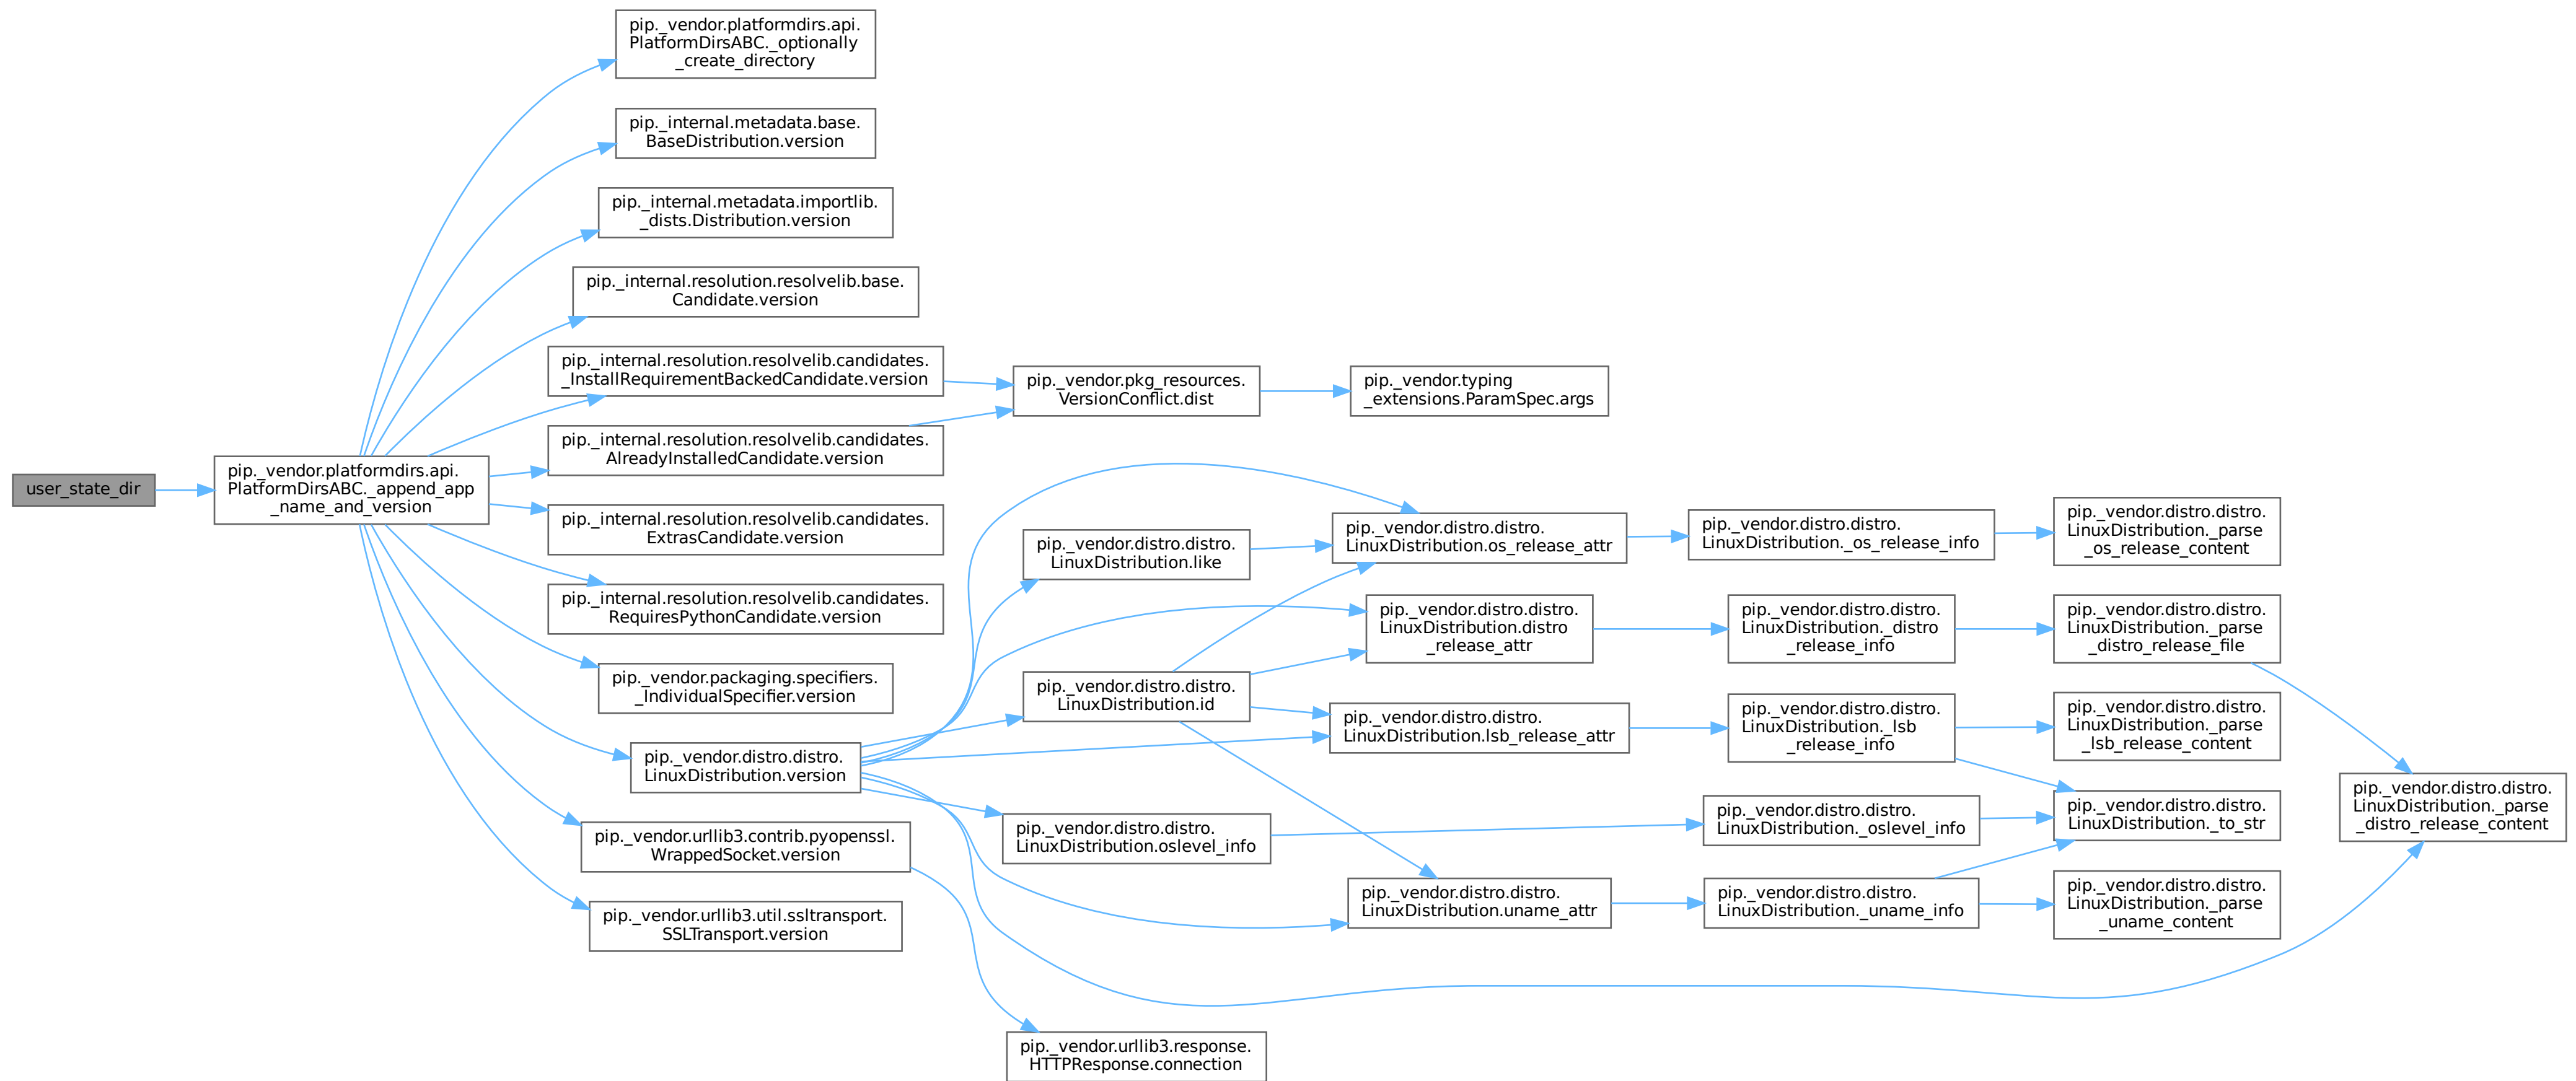 user_state_dir
pip._vendor.platformdirs.api.
PlatformDirsABC._append_app
_name_and_version
pip._vendor.platformdirs.api.
PlatformDirsABC._optionally
_create_directory
pip._internal.metadata.base.
BaseDistribution.version
pip._internal.metadata.importlib.
_dists.Distribution.version
pip._internal.resolution.resolvelib.base.
Candidate.version
pip._internal.resolution.resolvelib.candidates.
_InstallRequirementBackedCandidate.version
pip._internal.resolution.resolvelib.candidates.
AlreadyInstalledCandidate.version
pip._internal.resolution.resolvelib.candidates.
ExtrasCandidate.version
pip._internal.resolution.resolvelib.candidates.
RequiresPythonCandidate.version
pip._vendor.packaging.specifiers.
_IndividualSpecifier.version
pip._vendor.distro.distro.
LinuxDistribution.version
pip._vendor.urllib3.contrib.pyopenssl.
WrappedSocket.version
pip._vendor.urllib3.util.ssltransport.
SSLTransport.version
pip._vendor.pkg_resources.
VersionConflict.dist
pip._vendor.distro.distro.
LinuxDistribution.like
pip._vendor.distro.distro.
LinuxDistribution.id
pip._vendor.distro.distro.
LinuxDistribution.oslevel_info
pip._vendor.urllib3.response.
HTTPResponse.connection
pip._vendor.typing
_extensions.ParamSpec.args
pip._vendor.distro.distro.
LinuxDistribution.os_release_attr
pip._vendor.distro.distro.
LinuxDistribution.distro
_release_attr
pip._vendor.distro.distro.
LinuxDistribution.lsb_release_attr
pip._vendor.distro.distro.
LinuxDistribution.uname_attr
pip._vendor.distro.distro.
LinuxDistribution._os_release_info
pip._vendor.distro.distro.
LinuxDistribution._distro
_release_info
pip._vendor.distro.distro.
LinuxDistribution._lsb
_release_info
pip._vendor.distro.distro.
LinuxDistribution._oslevel_info
pip._vendor.distro.distro.
LinuxDistribution._uname_info
pip._vendor.distro.distro.
LinuxDistribution._parse
_os_release_content
pip._vendor.distro.distro.
LinuxDistribution._parse
_distro_release_file
pip._vendor.distro.distro.
LinuxDistribution._parse
_lsb_release_content
pip._vendor.distro.distro.
LinuxDistribution._to_str
pip._vendor.distro.distro.
LinuxDistribution._parse
_uname_content
pip._vendor.distro.distro.
LinuxDistribution._parse
_distro_release_content